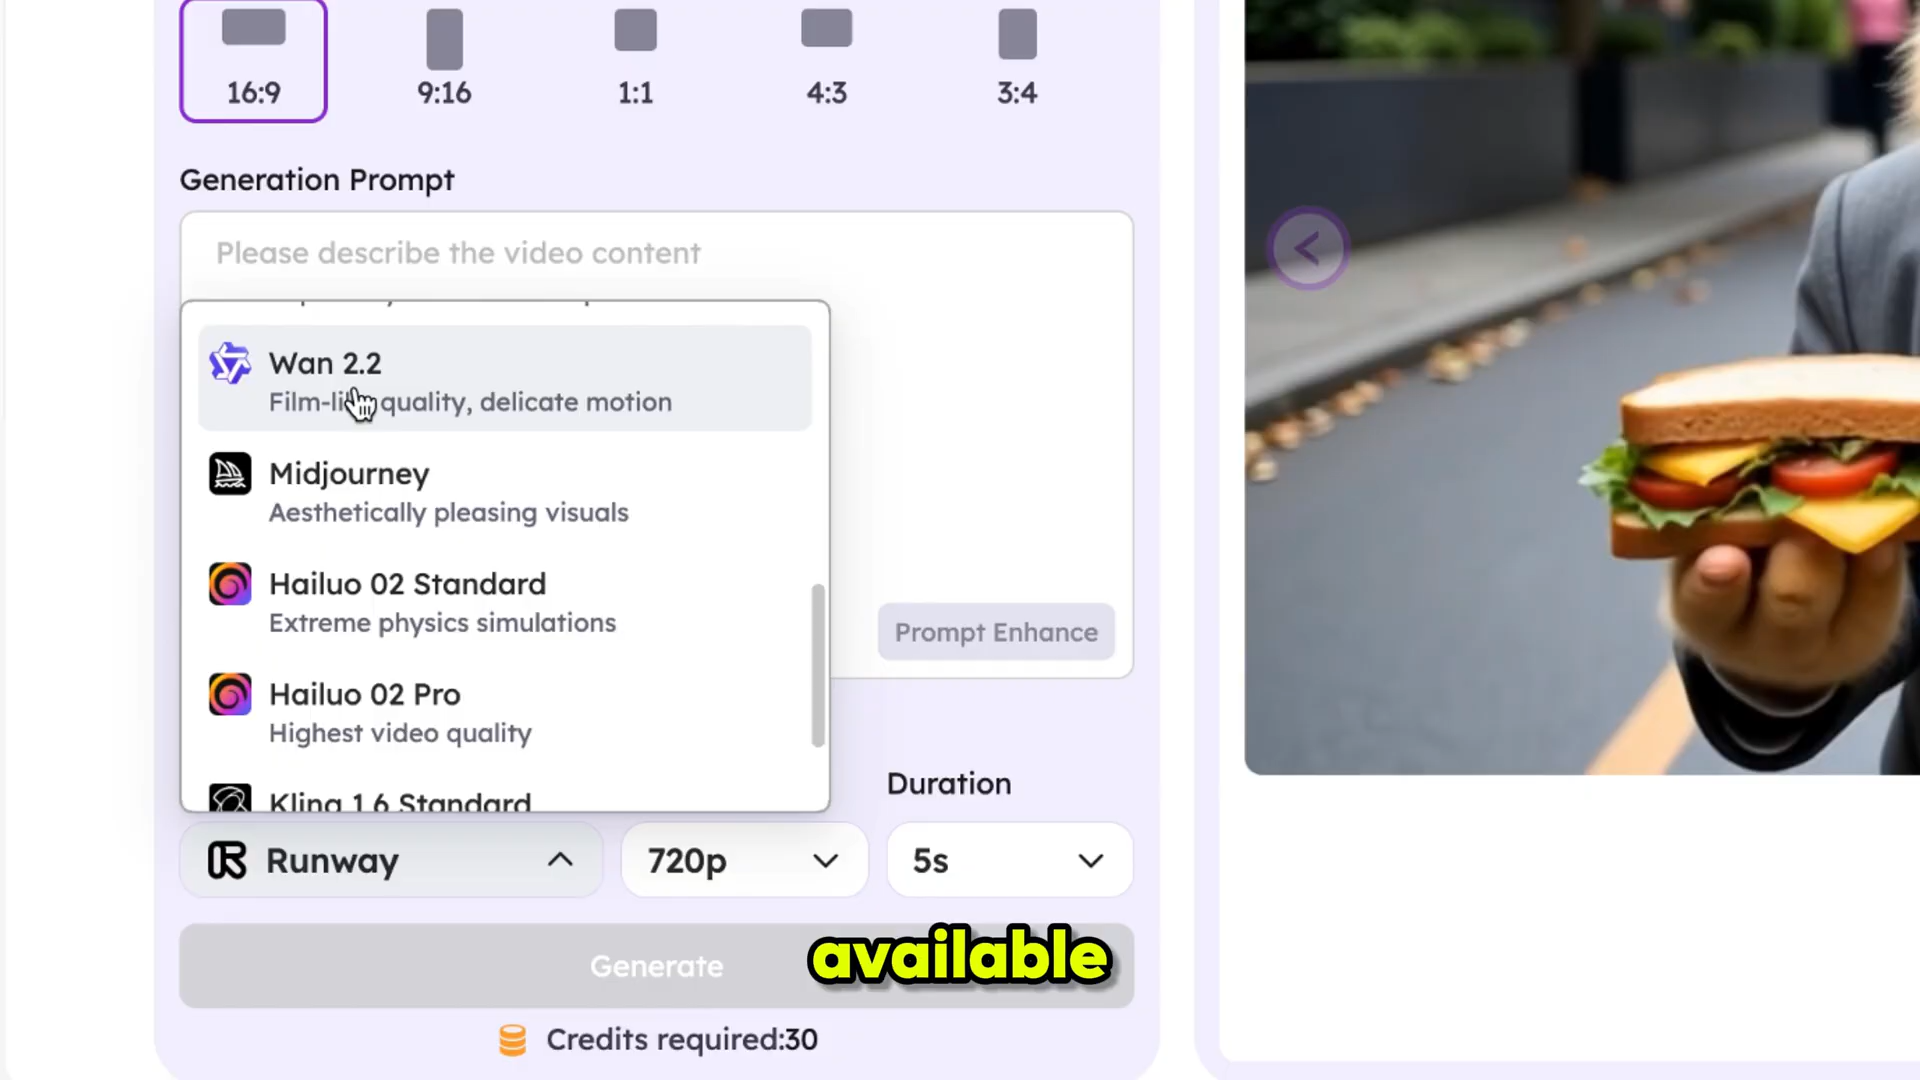 16:9
9:16
1:1
4:3
3:4
Generation Prompt
Please describe the video content
Wan 2.2
Film-like quality, delicate motion
Midjourney
Aesthetically pleasing visuals
Hailuo 02 Standard
Extreme physics simulations
Prompt Enhance
Hailuo 02 Pro
Highest video quality
Kling 1.6 Standard
Duration
Runway
720p
5s
Generate
available
Credits required:30